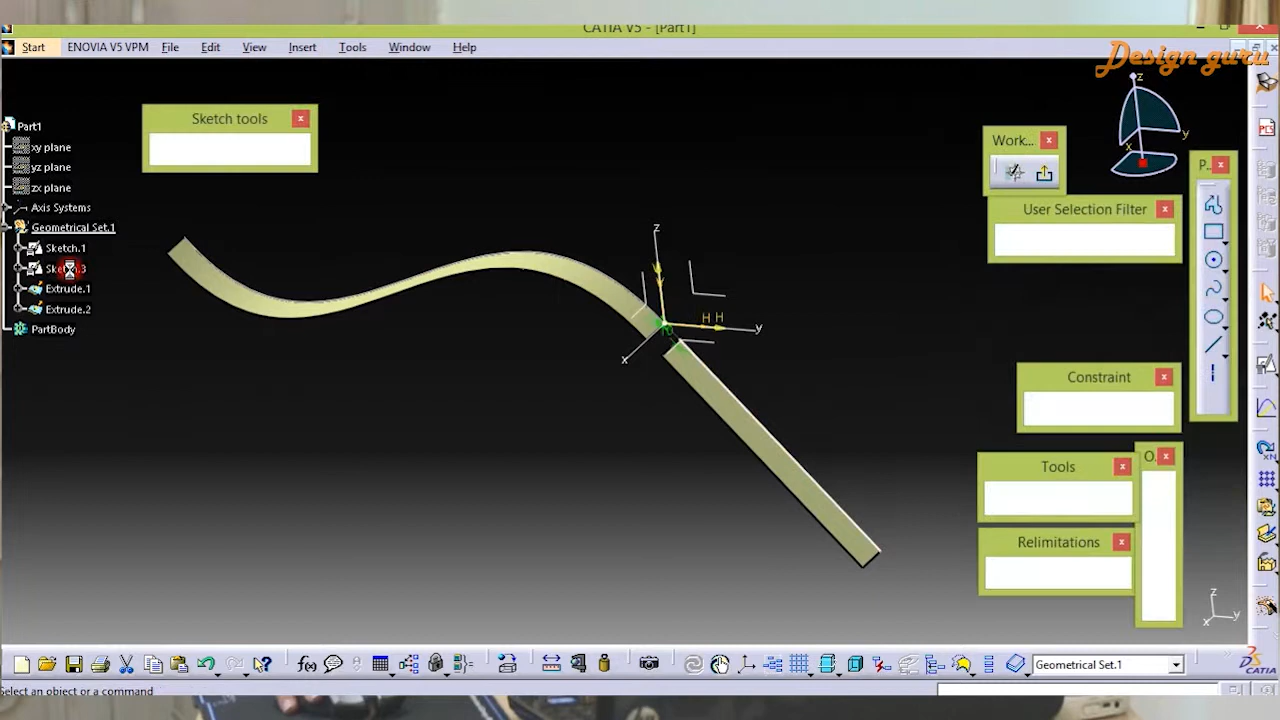 CATIA V5 - [Part1]
Start ENOVIA V5 VPM File Edit View Insert Tools Window Help
Design guru
Sketch tools
Part1
xy plane
yz plane
zx plane
Axis Systems
Geometrical Set.1
Sketch.1
Extrude.1
Extrude.2
PartBody
z
y
x
H H
z
y
x
Work...
P..
User Selection Filter
Constraint
Tools
O.
Relimitations
z
y
x
f(x)
Geometrical Set.1
CATIA
Select an object or a command